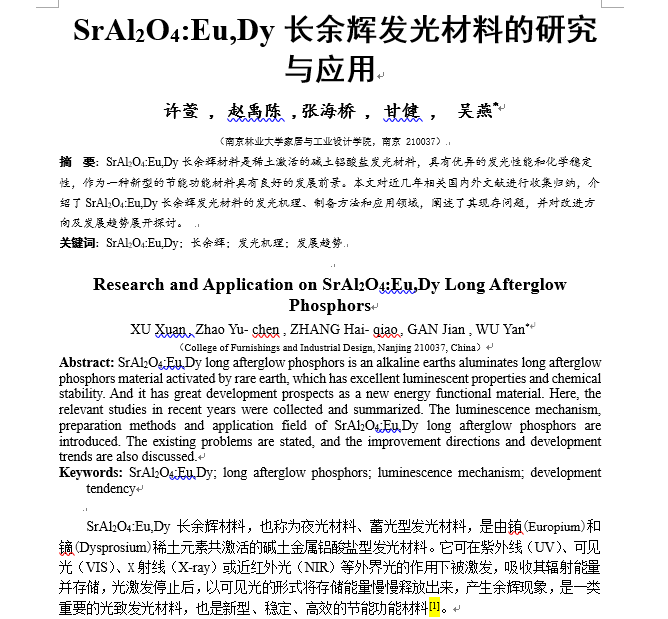 SrAl₂O₄:Eu,Dy 长余辉发光材料的研究
与应用
许萱 ，赵禹陈 ,张海桥 ，甘健 ， 吴燕*
（南京林业大学家居与工业设计学院，南京 210037）.
摘 要：SrAl₂O₄:Eu,Dy 长余辉材料是稀土激活的碱土铝酸盐发光材料，具有优异的发光性能和化学稳定
性，作为一种新型的节能功能材料具有良好的发展前景。本文对近几年相关国内外文献进行收集归纳，介
绍了 SrAl₂O₄:Eu,Dy 长余辉发光材料的发光机理、制备方法和应用领域，阐述了其现存问题，并对改进方
向及发展趋势展开探讨。
关键词：SrAl₂O₄:Eu,Dy；长余辉；发光机理；发展趋势
Research and Application on SrAl₂O₄:Eu,Dy Long Afterglow
Phosphors
XU Xuan , Zhao Yu- chen , ZHANG Hai- qiao , GAN Jian , WU Yan*
（College of Furnishings and Industrial Design, Nanjing 210037, China）
Abstract: SrAl₂O₄:Eu,Dy long afterglow phosphors is an alkaline earths aluminates long afterglow
phosphors material activated by rare earth, which has excellent luminescent properties and chemical
stability. And it has great development prospects as a new energy functional material. Here, the
relevant studies in recent years were collected and summarized. The luminescence mechanism,
preparation methods and application field of SrAl₂O₄:Eu,Dy long afterglow phosphors are
introduced. The existing problems are stated, and the improvement directions and development
trends are also discussed.
Keywords: SrAl₂O₄:Eu,Dy; long afterglow phosphors; luminescence mechanism; development
tendency
SrAl₂O₄:Eu,Dy 长余辉材料，也称为夜光材料、蓄光型发光材料，是由铕(Europium)和
镝(Dysprosium)稀土元素共激活的碱土金属铝酸盐型发光材料。它可在紫外线（UV）、可见
光（VIS）、X 射线（X-ray）或近红外光（NIR）等外界光的作用下被激发，吸收其辐射能量
并存储，光激发停止后，以可见光的形式将存储能量慢慢释放出来，产生余辉现象，是一类
重要的光致发光材料，也是新型、稳定、高效的节能功能材料[1]。